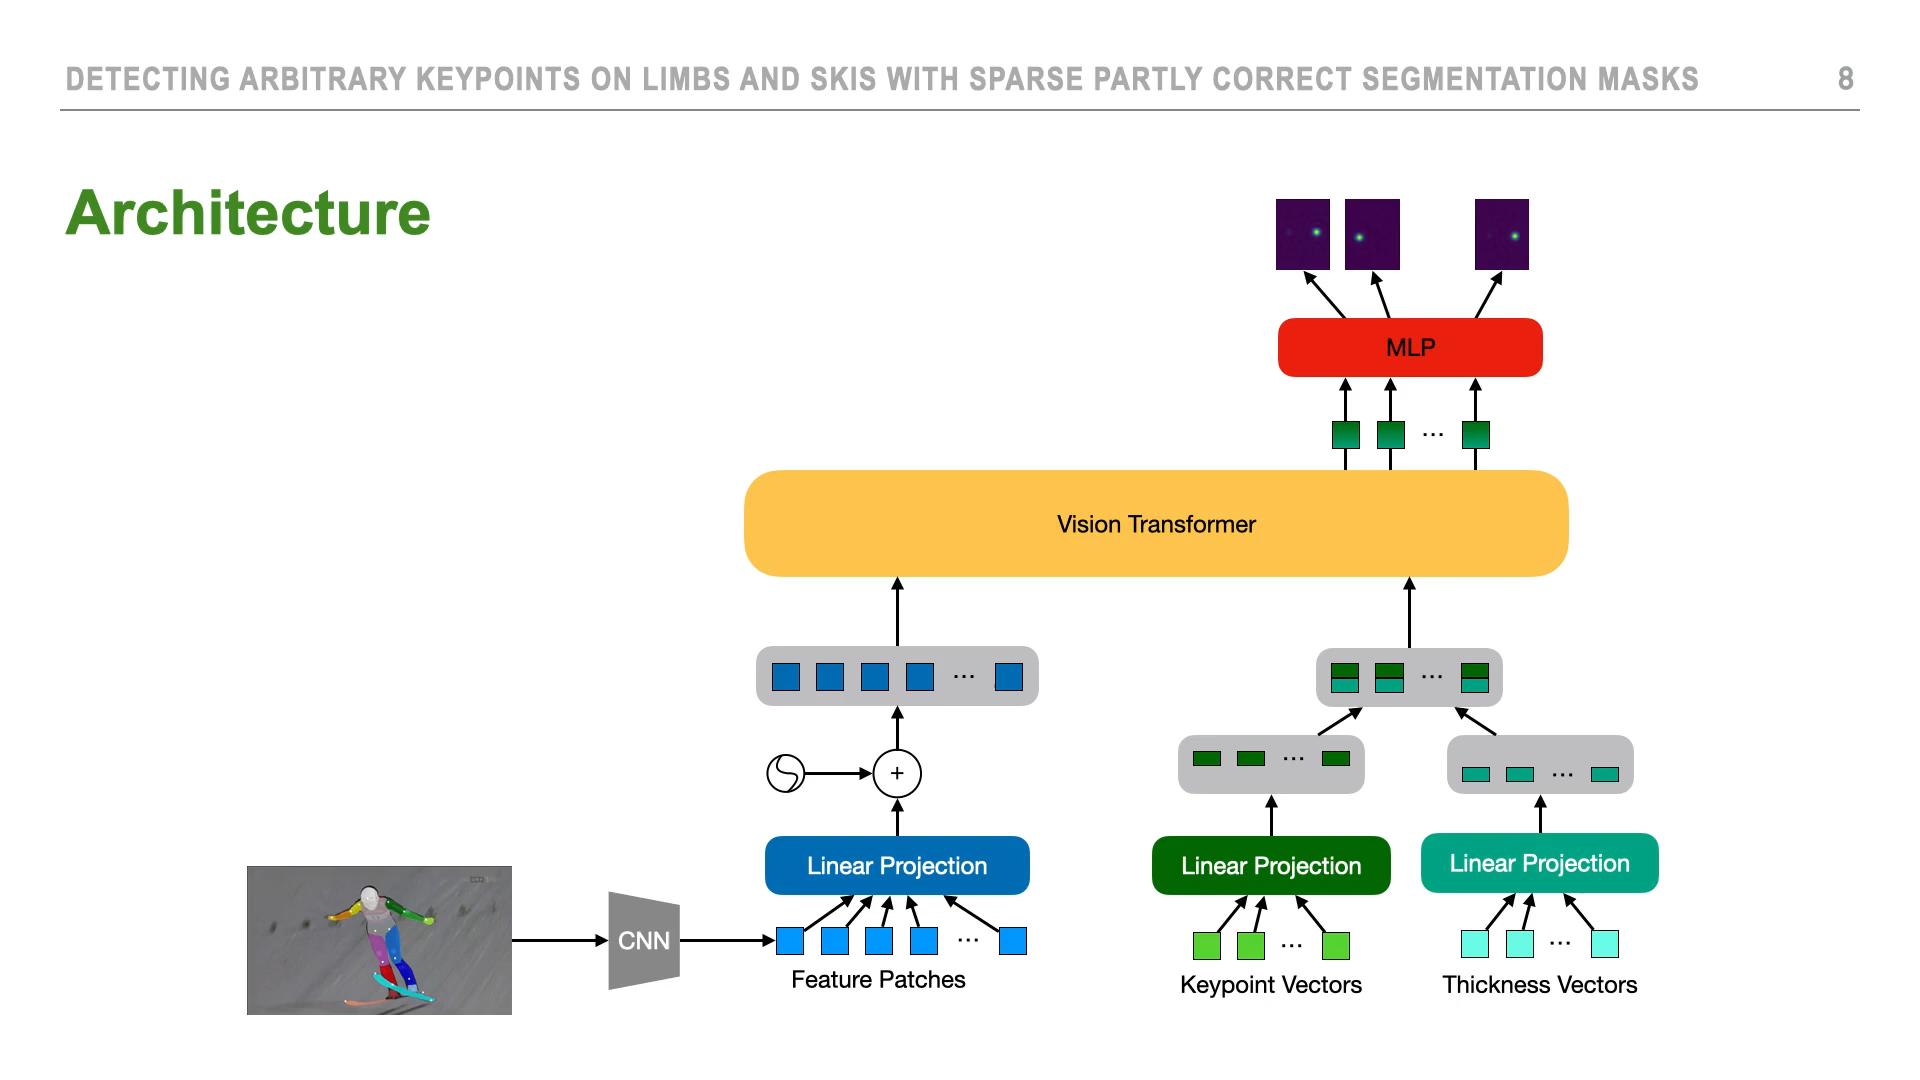 DETECTING ARBITRARY KEYPOINTS ON LIMBS AND SKIS WITH SPARSE PARTLY CORRECT SEGMENTATION MASKS 8
Architecture
MLP
...
Vision Transformer
... ...
... ...
+
Linear Projection Linear Projection Linear Projection
CNN
... ... ...
Feature Patches Keypoint Vectors Thickness Vectors